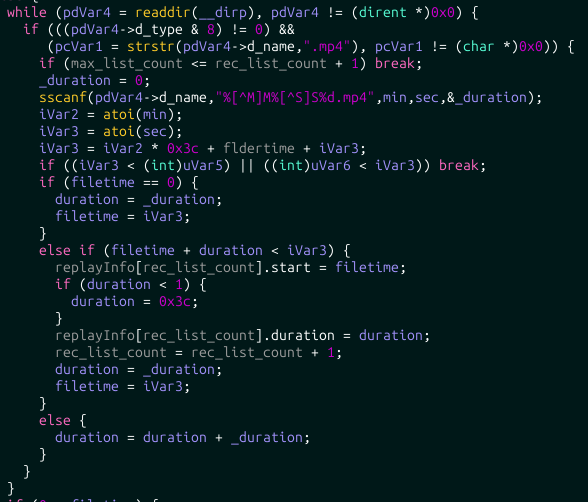 while (pdVar4 = readdir(__dirp), pdVar4 != (dirent *)0x0) {
if (((pdVar4->d_type & 8) != 0) &&
(pcVar1 = strstr(pdVar4->d_name,".mp4"), pcVar1 != (char *)0x0)) {
if (max_list_count <= rec_list_count + 1) break;
_duration = 0;
sscanf(pdVar4->d_name,"%[^M]M%[^S]S%d.mp4",min,sec,&_duration);
iVar2 = atoi(min);
iVar3 = atoi(sec);
iVar3 = iVar2 * 0x3c + fldertime + iVar3;
if ((iVar3 < (int)uVar5) || ((int)uVar6 < iVar3)) break;
if (filetime == 0) {
duration = _duration;
filetime = iVar3;
}
else if (filetime + duration < iVar3) {
replayInfo[rec_list_count].start = filetime;
if (duration < 1) {
duration = 0x3c;
}
replayInfo[rec_list_count].duration = duration;
rec_list_count = rec_list_count + 1;
duration = _duration;
filetime = iVar3;
}
else {
duration = duration + _duration;
}
}
}